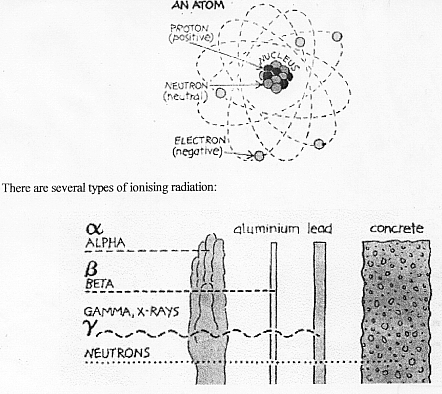 AN ATOM
PROTON
(positive)
NUCLEUS
NEUTRON
(neutral)
ELECTRON
(negative)
There are several types of ionising radiation:
α
ALPHA
aluminium lead concrete
β
BETA
GAMMA, X-RAYS
γ
NEUTRONS